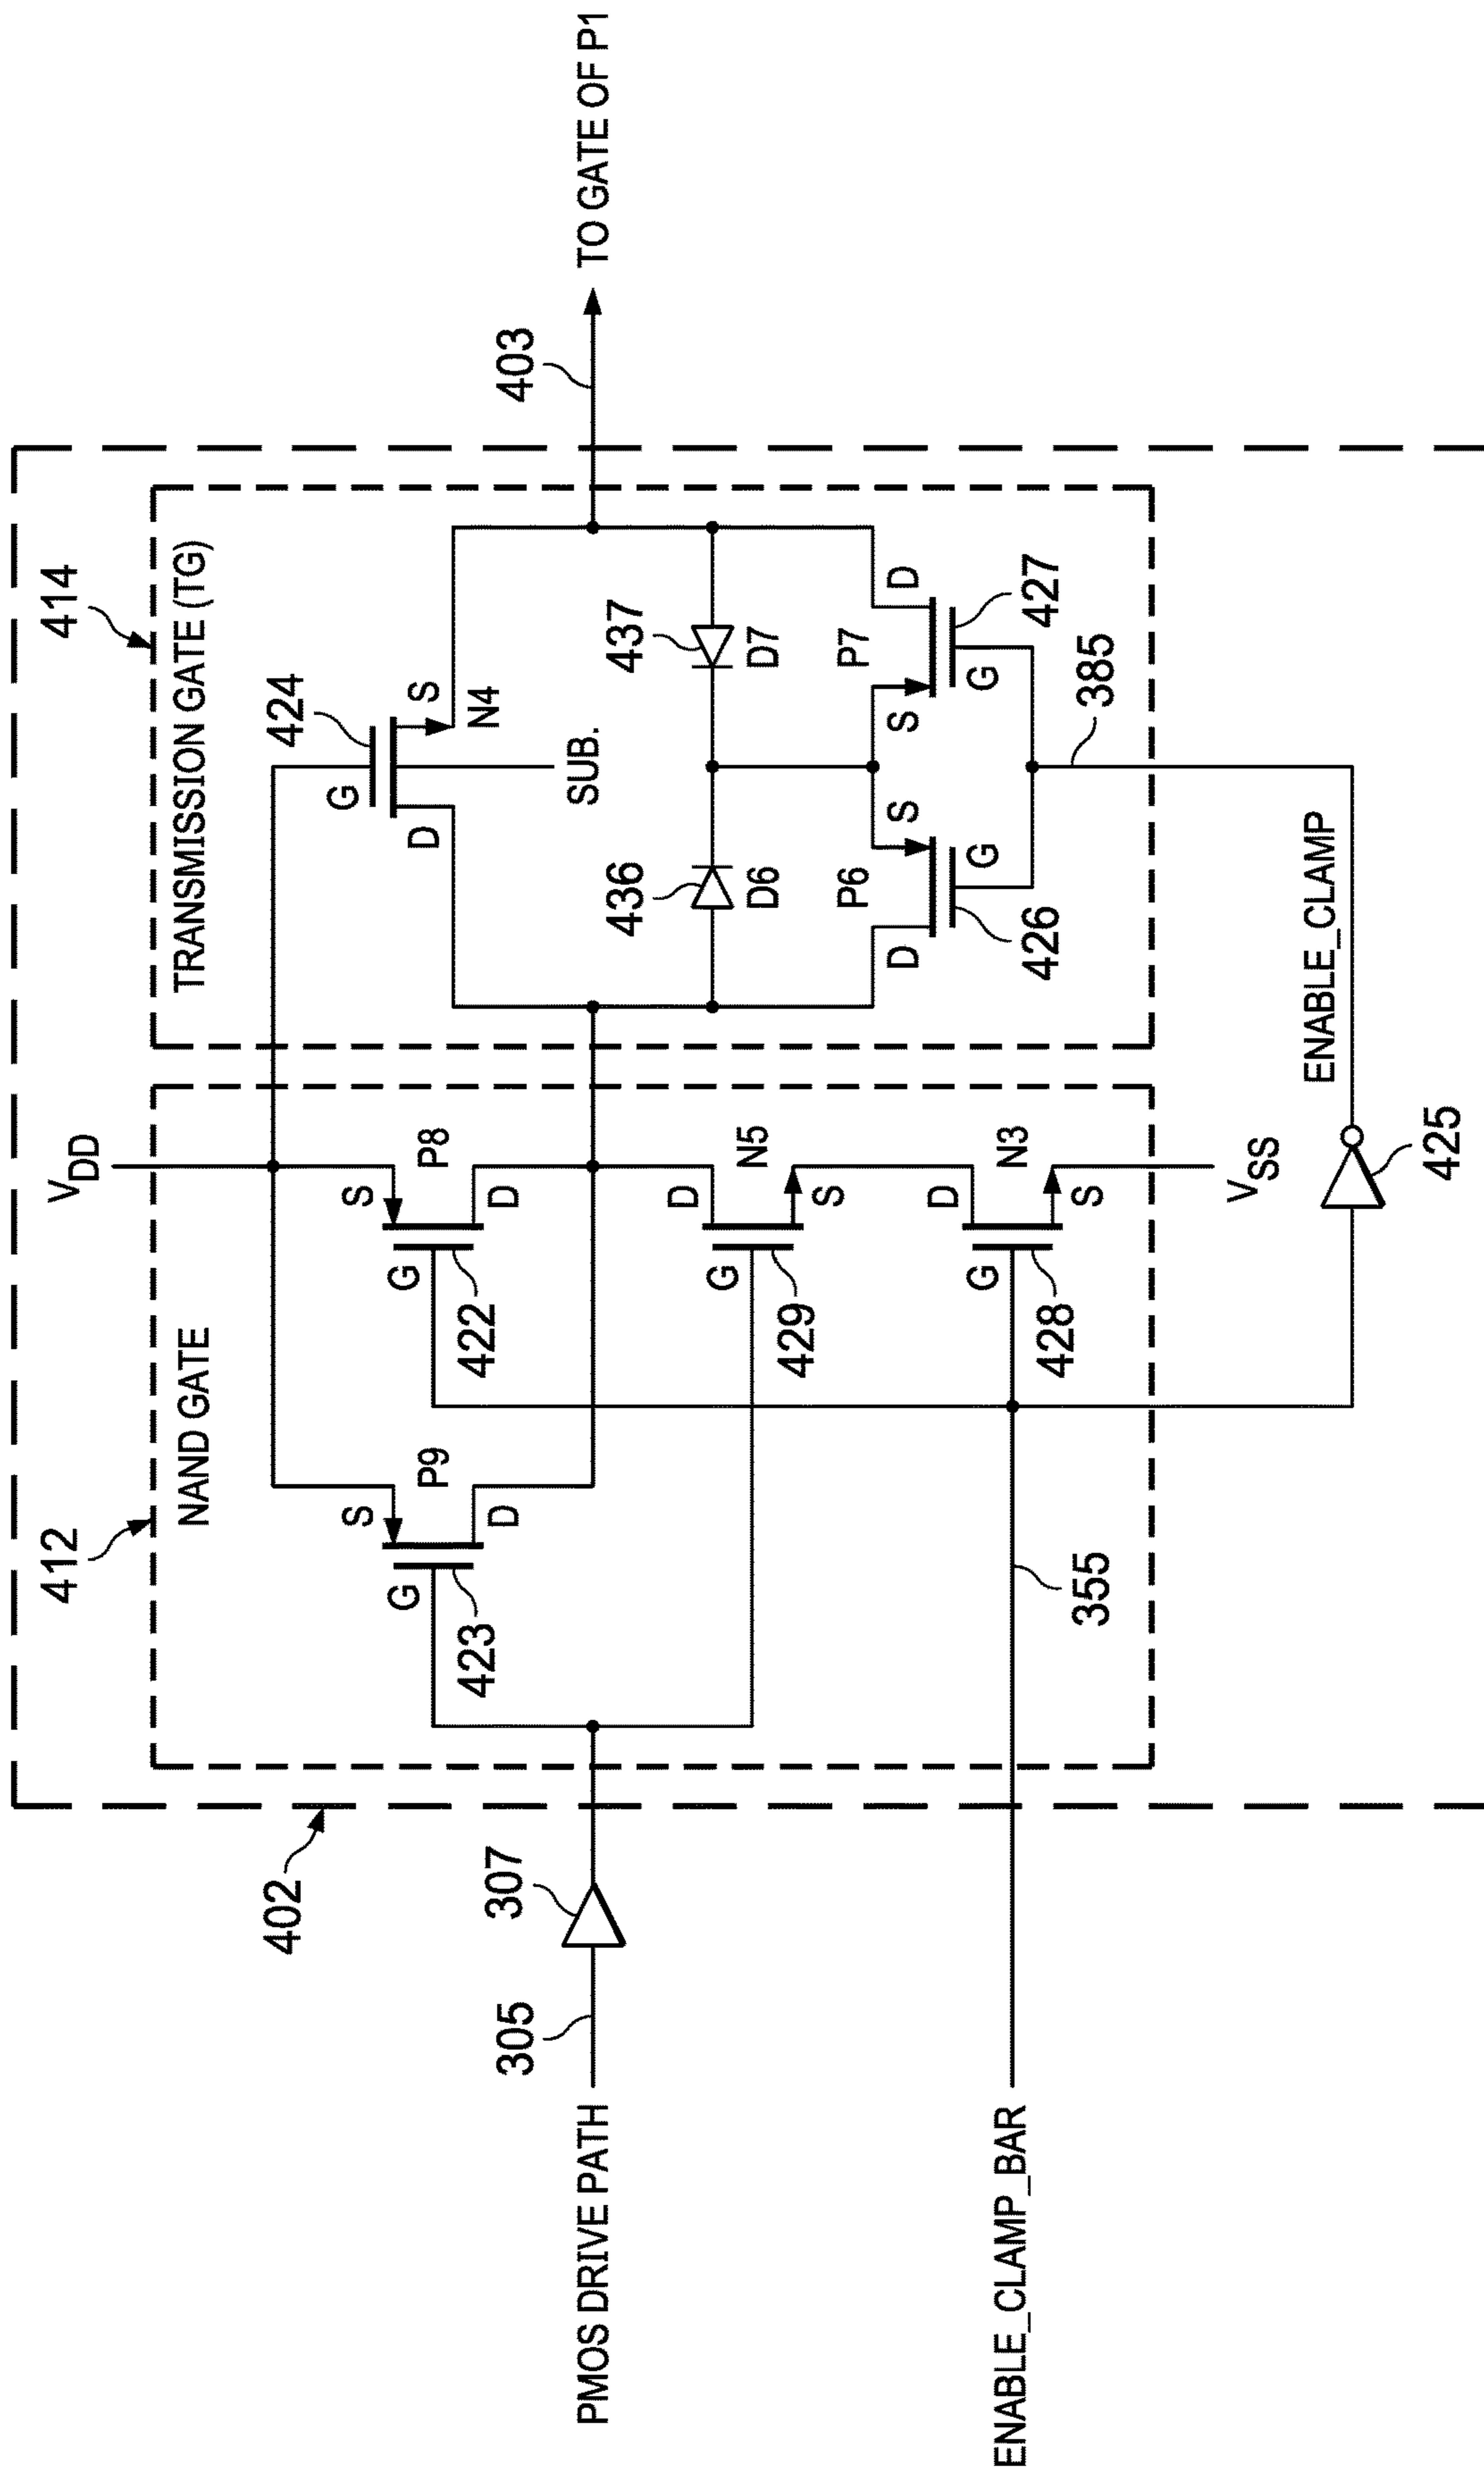 414
TRANSMISSION GATE (TG)
412
NAND GATE
402
V_DD
424
G
D
S
N4
SUB.
TO GATE OF P1
403
S
P9
D
G
423
S
P8
D
G
422
436
D6
437
D7
PMOS DRIVE PATH
305
307
D
N5
S
G
429
D
P6
S
G
426
S
P7
D
G
427
385
D
N3
S
G
428
V_SS
ENABLE_CLAMP_BAR
355
425
ENABLE_CLAMP